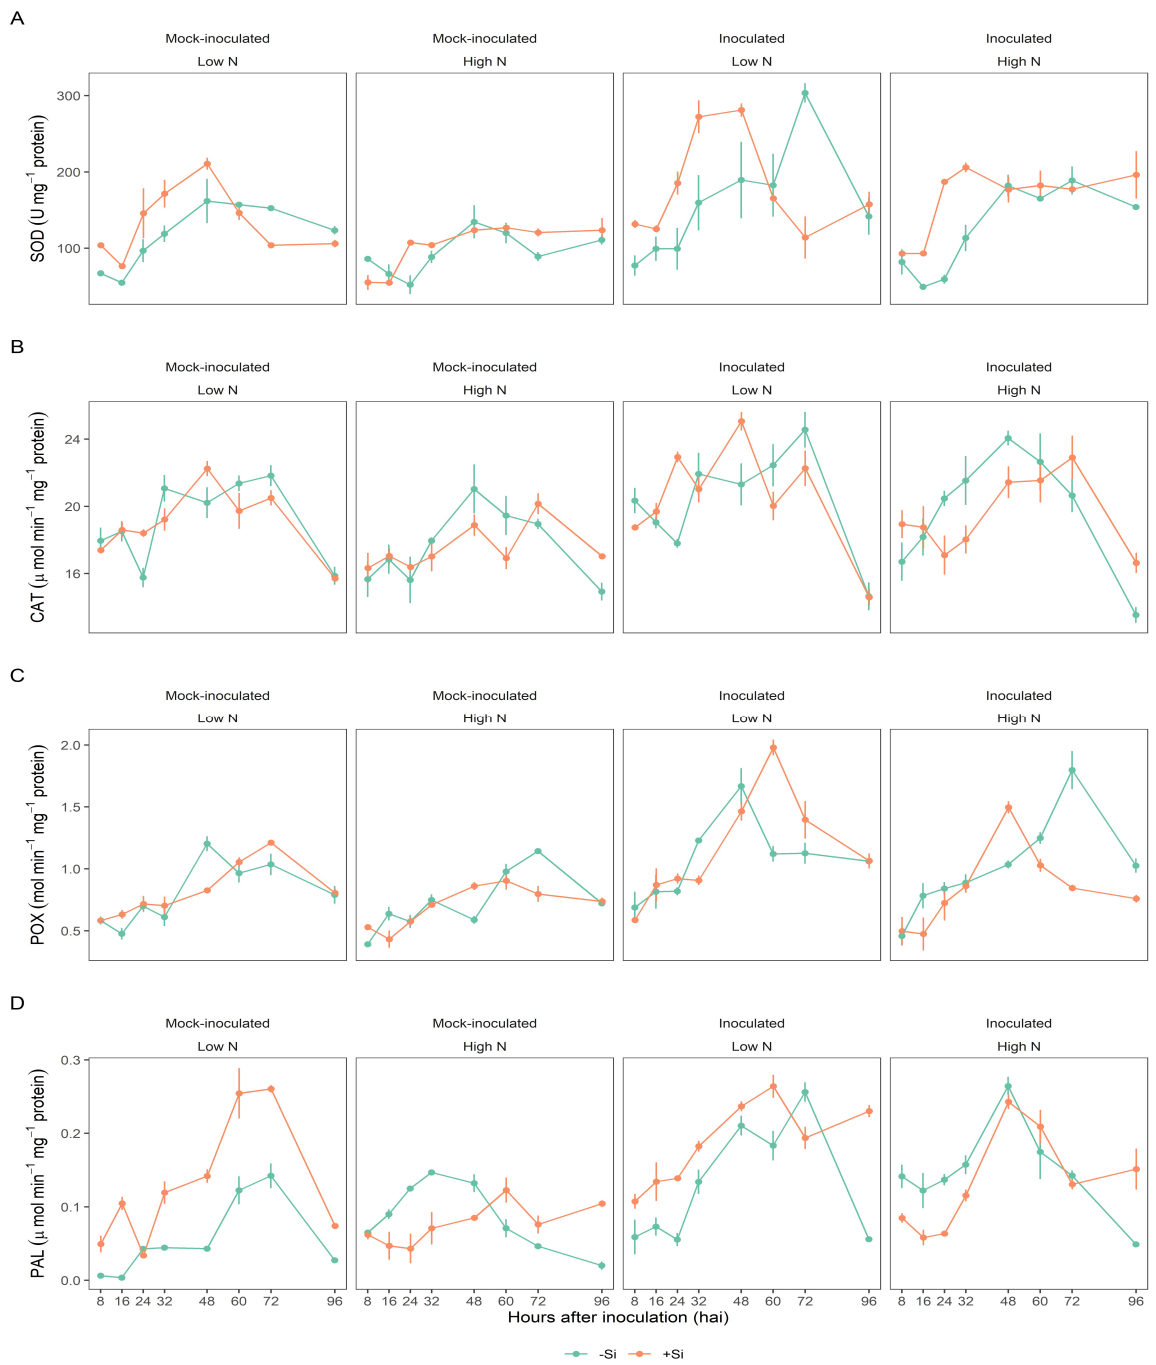 A
Mock-inoculated Mock-inoculated Inoculated Inoculated
Low N High N Low N High N
SOD (U mg⁻¹ protein)
300
200
100
B
Mock-inoculated Mock-inoculated Inoculated Inoculated
Low N High N Low N High N
CAT (μ mol min⁻¹ mg⁻¹ protein)
24
20
16
C
Mock-inoculated Mock-inoculated Inoculated Inoculated
Low N High N Low N High N
POX (mol min⁻¹ mg⁻¹ protein)
2.0
1.5
1.0
0.5
D
Mock-inoculated Mock-inoculated Inoculated Inoculated
Low N High N Low N High N
PAL (μ mol min⁻¹ mg⁻¹ protein)
0.3
0.2
0.1
0.0
8 16 24 32 48 60 72 96 8 16 24 32 48 60 72 96 8 16 24 32 48 60 72 96 8 16 24 32 48 60 72 96
Hours after inoculation (hai)
-Si +Si